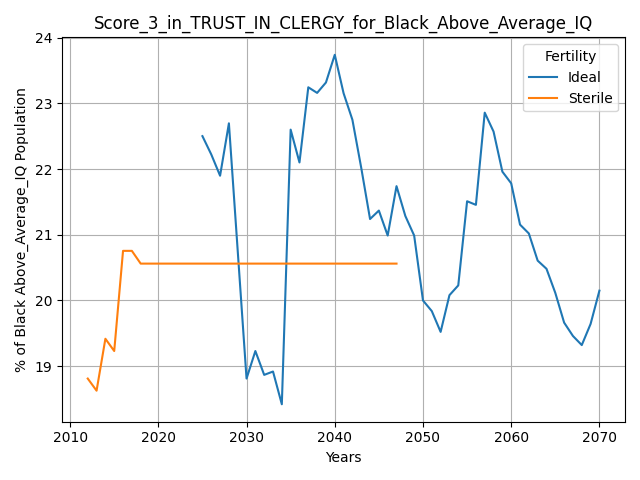 Score_3_in_TRUST_IN_CLERGY_for_Black_Above_Average_IQ
% of Black Above_Average_IQ Population
24
23
22
21
20
19
Fertility
Ideal
Sterile
2010 2020 2030 2040 2050 2060 2070
Years